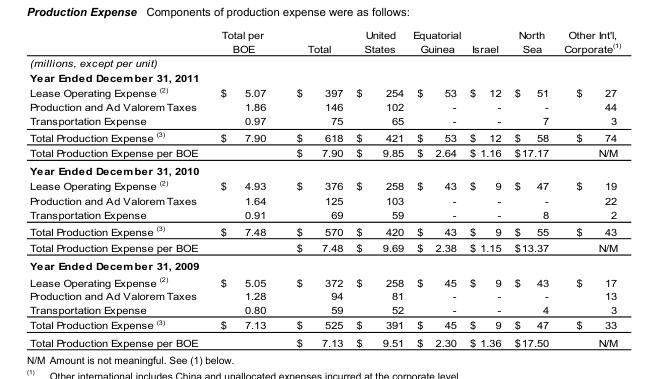 Production Expense Components of production expense were as follows:
Total per United Equatorial North Other Int'l,
BOE Total States Guinea Israel Sea Corporate(1)
(millions, except per unit)
Year Ended December 31, 2011
Lease Operating Expense (2) $ 5.07 $ 397 $ 254 $ 53 $ 12 $ 51 $ 27
Production and Ad Valorem Taxes 1.86 146 102 - - - 44
Transportation Expense 0.97 75 65 - - 7 3
Total Production Expense (3) $ 7.90 $ 618 $ 421 $ 53 $ 12 $ 58 $ 74
Total Production Expense per BOE $ 7.90 $ 9.85 $ 2.64 $ 1.16 $17.17 N/M
Year Ended December 31, 2010
Lease Operating Expense (2) $ 4.93 $ 376 $ 258 $ 43 $ 9 $ 47 $ 19
Production and Ad Valorem Taxes 1.64 125 103 - - - 22
Transportation Expense 0.91 69 59 - - 8 2
Total Production Expense (3) $ 7.48 $ 570 $ 420 $ 43 $ 9 $ 55 $ 43
Total Production Expense per BOE $ 7.48 $ 9.69 $ 2.38 $ 1.15 $13.37 N/M
Year Ended December 31, 2009
Lease Operating Expense (2) $ 5.05 $ 372 $ 258 $ 45 $ 9 $ 43 $ 17
Production and Ad Valorem Taxes 1.28 94 81 - - - 13
Transportation Expense 0.80 59 52 - - 4 3
Total Production Expense (3) $ 7.13 $ 525 $ 391 $ 45 $ 9 $ 47 $ 33
Total Production Expense per BOE $ 7.13 $ 9.51 $ 2.30 $ 1.36 $17.50 N/M
N/M Amount is not meaningful. See (1) below.
(1) Other international includes China and unallocated expenses incurred at the corporate level